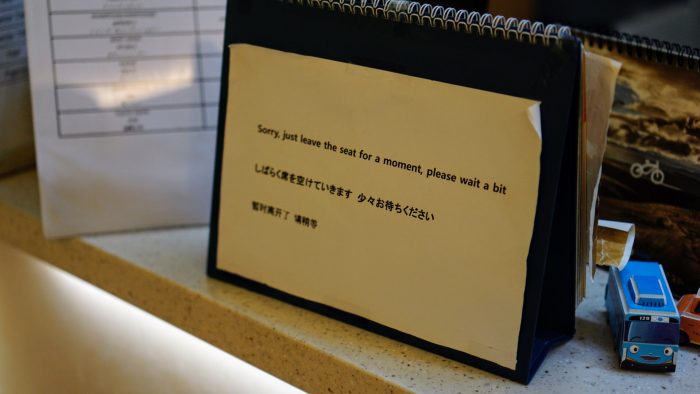 Sorry, just leave the seat for a moment, please wait a bit
しばらく席を空けていきます 少々お待ちください
暂时离开了 请稍等